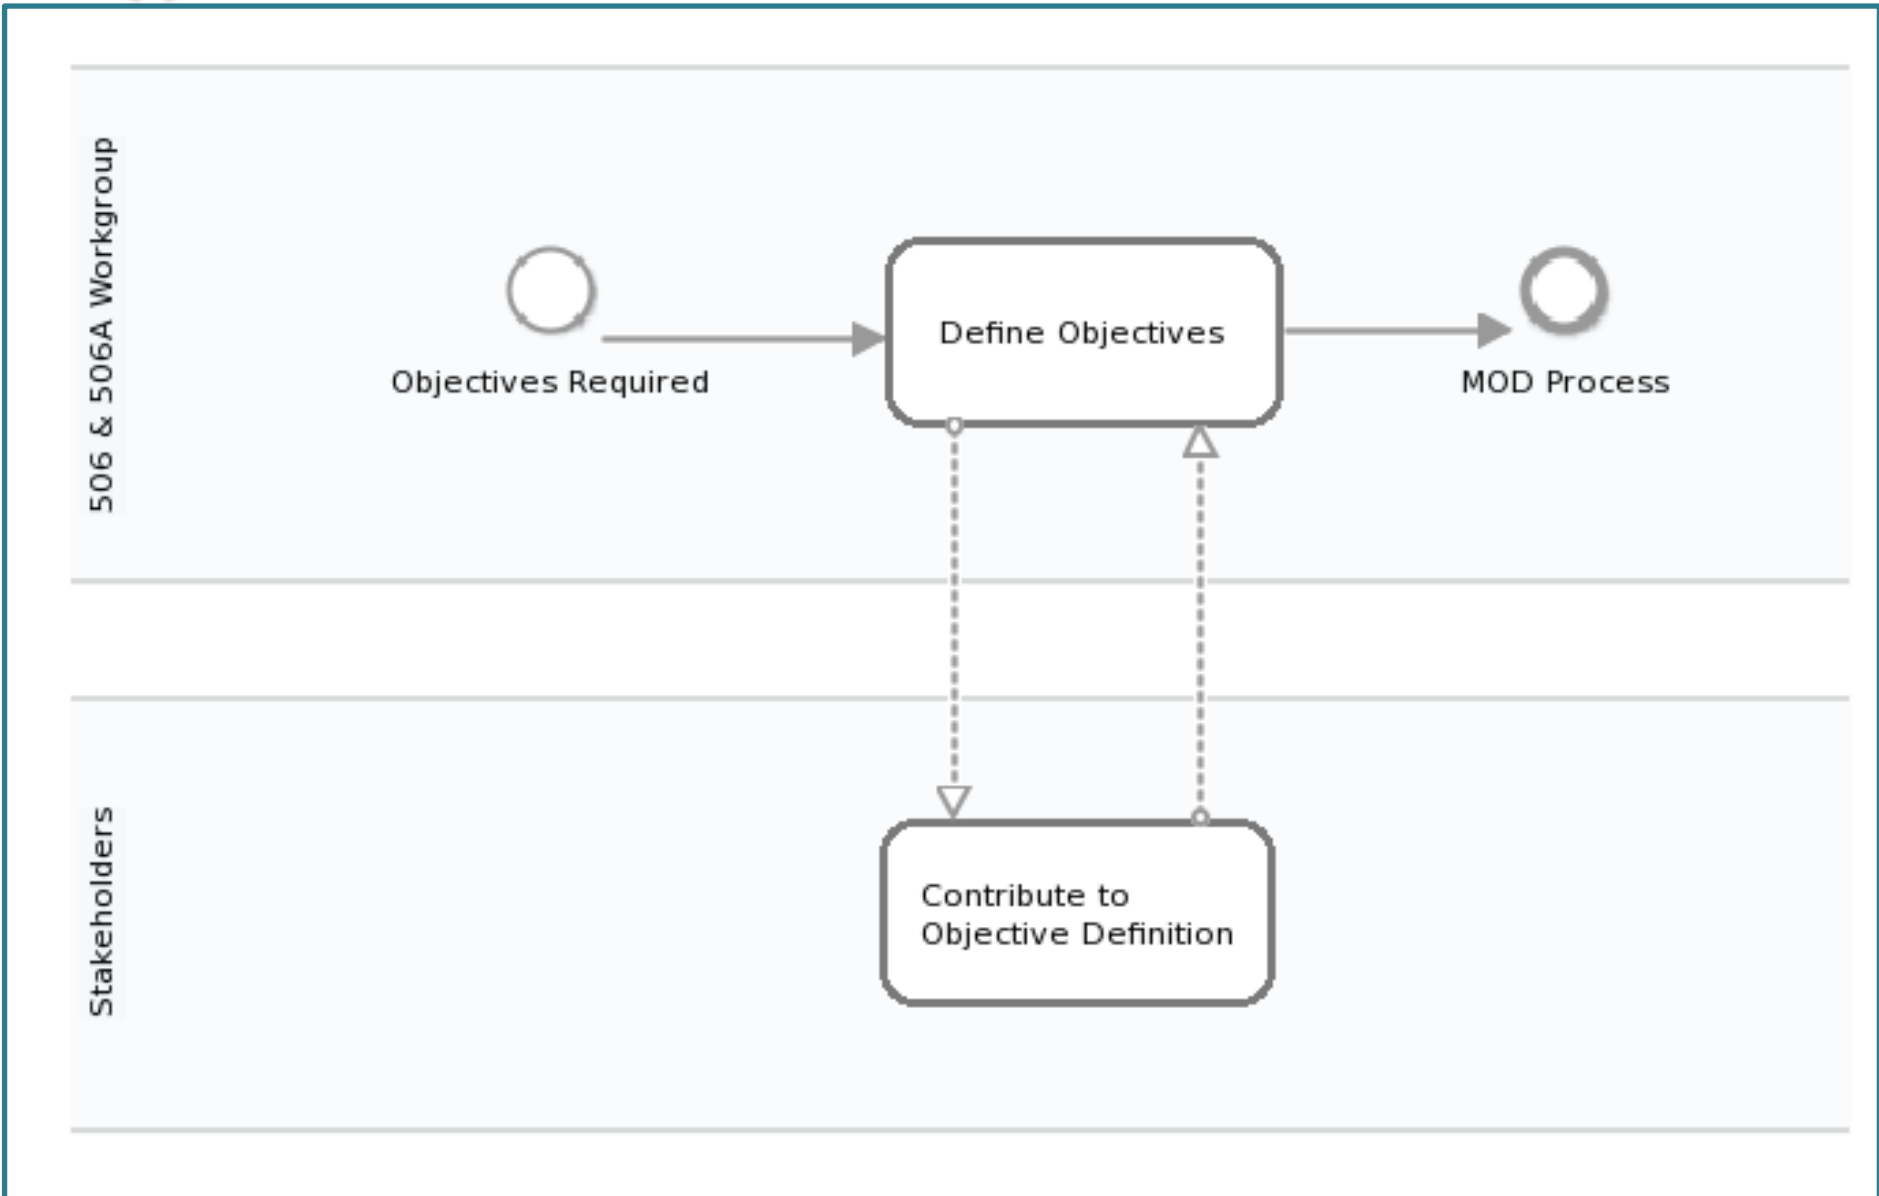 506 & 506A Workgroup
Objectives Required
Define Objectives
MOD Process
Stakeholders
Contribute to
Objective Definition